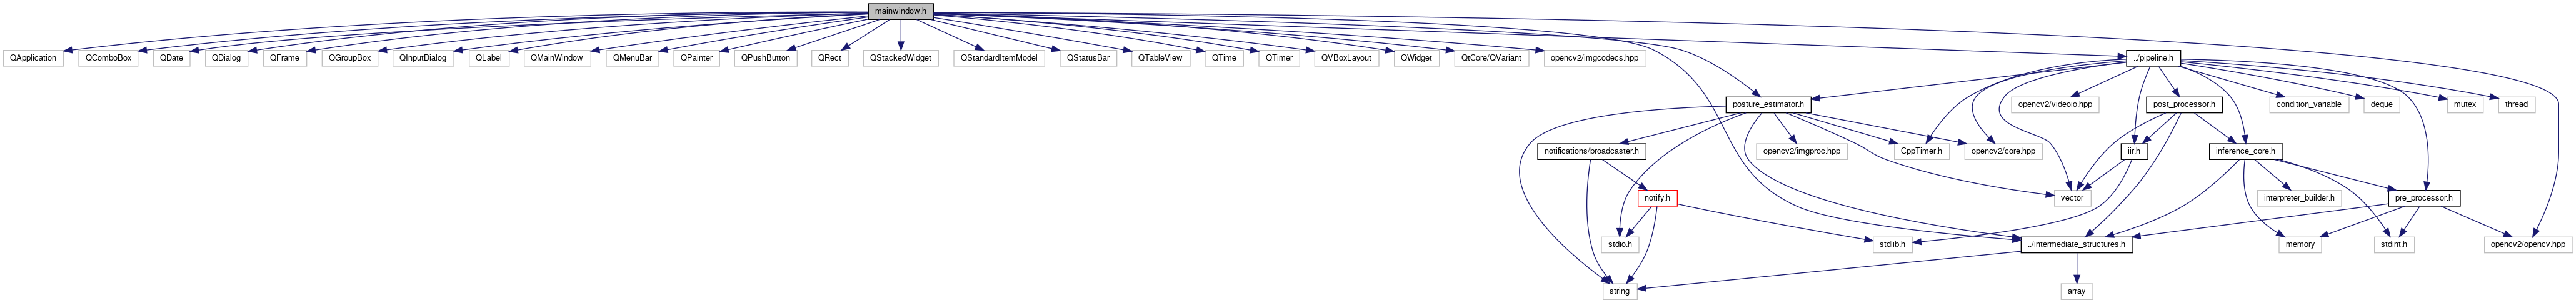 mainwindow.h
QApplication
QComboBox
QDate
QDialog
QFrame
QGroupBox
QInputDialog
QLabel
QMainWindow
QMenuBar
QPainter
QPushButton
QRect
QStackedWidget
QStandardItemModel
QStatusBar
QTableView
QTime
QTimer
QVBoxLayout
QWidget
QtCore/QVariant
opencv2/imgcodecs.hpp
../pipeline.h
posture_estimator.h
opencv2/videoio.hpp
post_processor.h
condition_variable
deque
mutex
thread
notifications/broadcaster.h
opencv2/imgproc.hpp
CppTimer.h
opencv2/core.hpp
iir.h
inference_core.h
notify.h
vector
interpreter_builder.h
pre_processor.h
stdio.h
stdlib.h
../intermediate_structures.h
memory
stdint.h
opencv2/opencv.hpp
string
array